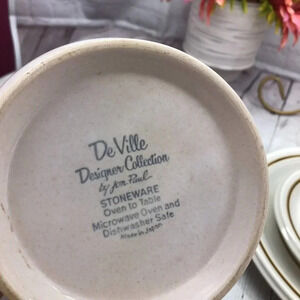 DeVille
Designer Collection
by Jon Paul
STONEWARE
Oven to Table
Microwave Oven and
Dishwasher Safe
Made in Japan